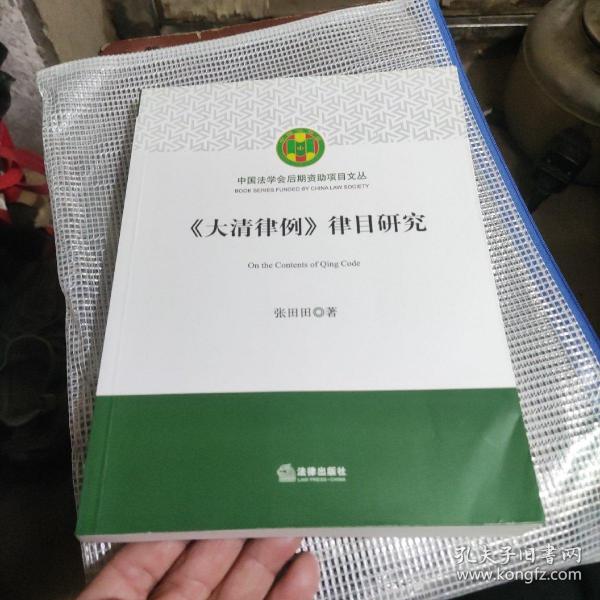 中国法学会后期资助项目文丛
BOOK SERIES FUNDED BY CHINA LAW SOCIETY
《大清律例》律目研究
On the Contents of Qing Code
张田田◎著
法律出版社
LAW PRESS·CHINA
孔夫子旧书网
www.kongfz.com